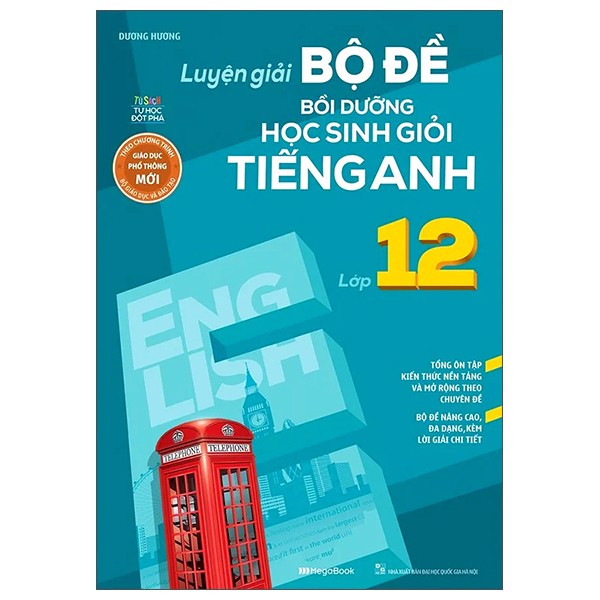 DƯƠNG HƯƠNG
Luyện giải BỘ ĐỀ
BỒI DƯỠNG
HỌC SINH GIỎI
TIẾNG ANH
Lớp 12
Tủ Sách
TỰ HỌC
ĐỘT PHÁ
THEO CHƯƠNG TRÌNH
GIÁO DỤC
PHỔ THÔNG
MỚI
BỘ GIÁO DỤC VÀ ĐÀO TẠO
ENG
LISH
TỔNG ÔN TẬP
KIẾN THỨC NỀN TẢNG
VÀ MỞ RỘNG THEO
CHUYÊN ĐỀ
BỘ ĐỀ NÂNG CAO,
ĐA DẠNG, KÈM
LỜI GIẢI CHI TIẾT
TELEPHONE
TELEPHONE
international
largest
first in the world
more
MegaBook
NHÀ XUẤT BẢN ĐẠI HỌC QUỐC GIA HÀ NỘI